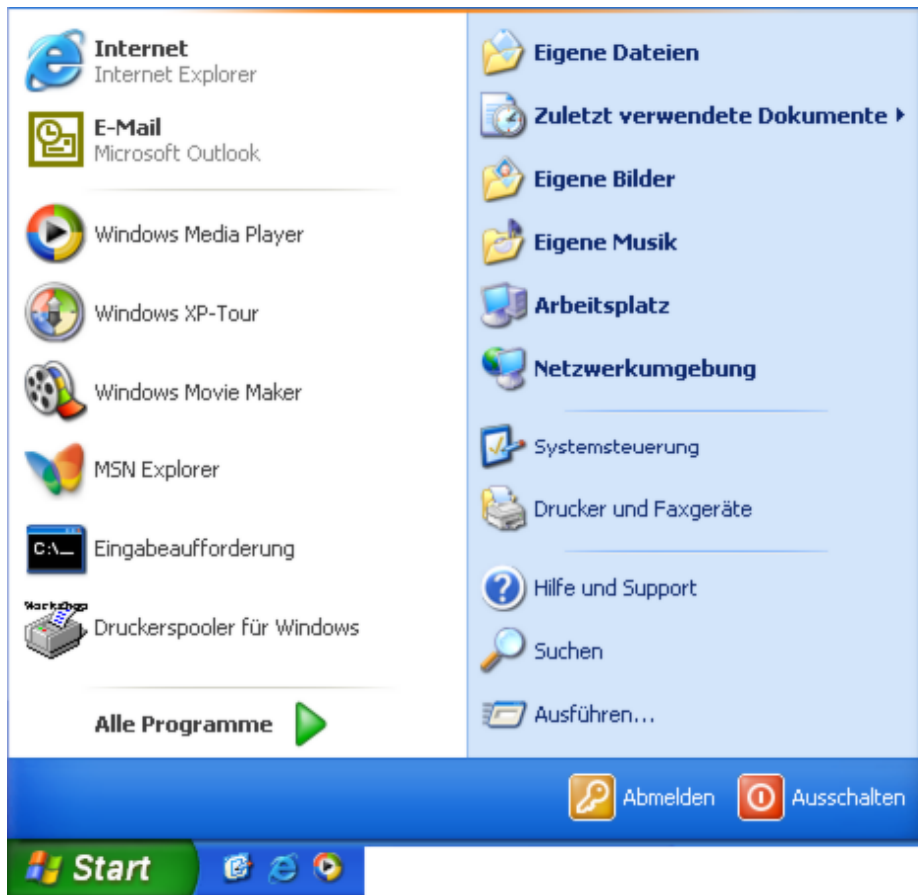 Internet
Internet Explorer
E-Mail
Microsoft Outlook
Windows Media Player
Windows XP-Tour
Windows Movie Maker
MSN Explorer
C:\_
Eingabeaufforderung
Workshop
Druckerspooler für Windows
Alle Programme
Eigene Dateien
Zuletzt verwendete Dokumente
Eigene Bilder
Eigene Musik
Arbeitsplatz
Netzwerkumgebung
Systemsteuerung
Drucker und Faxgeräte
Hilfe und Support
Suchen
Ausführen...
Abmelden
Ausschalten
Start